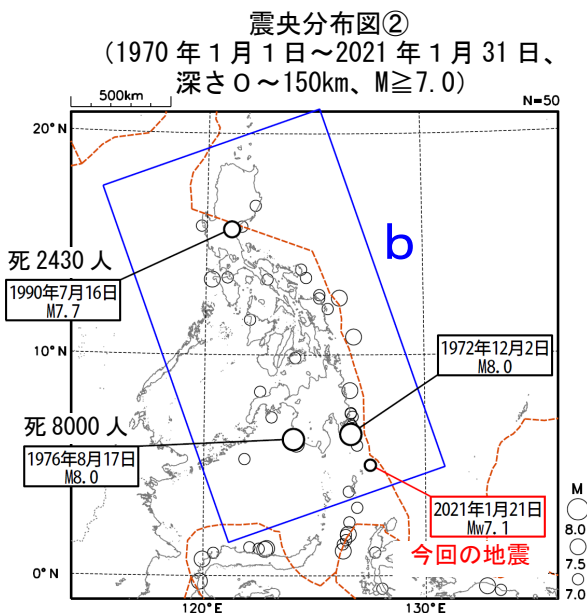 震央分布図②
(1970年1月1日～2021年1月31日、
深さ０～150km、M≧7.0)
500km
N=50
20°N
b
死 2430 人
1990年7月16日
M7.7
10°N
1972年12月2日
M8.0
死 8000 人
1976年8月17日
M8.0
2021年1月21日
Mw7.1
今回の地震
M
8.0
7.5
7.0
0°N
120°E
130°E